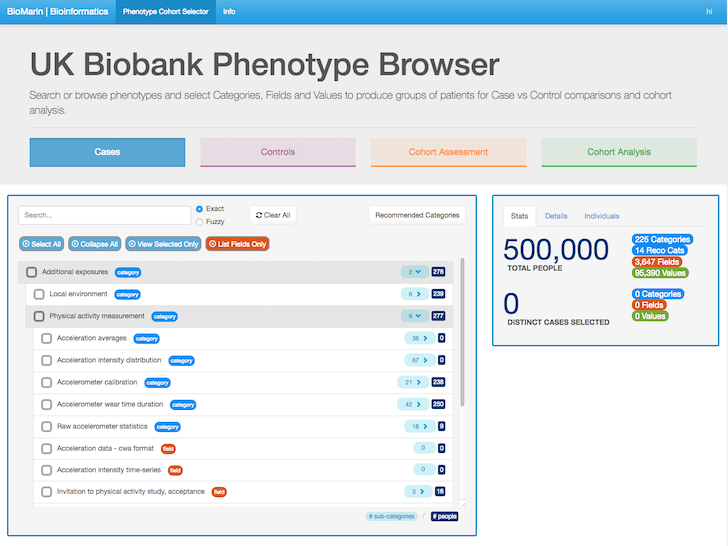 BioMarin | Bioinformatics Phenotype Cohort Selector Info hi
UK Biobank Phenotype Browser
Search or browse phenotypes and select Categories, Fields and Values to produce groups of patients for Case vs Control comparisons and cohort
analysis.
Cases Controls Cohort Assessment Cohort Analysis
Search... Exact Fuzzy Clear All Recommended Categories
Select All Collapse All View Selected Only List Fields Only
Additional exposures category 2 278
Local environment category 6 239
Physical activity measurement category 9 277
Acceleration averages category 38 0
Acceleration intensity distribution category 67 0
Accelerometer calibration category 21 238
Accelerometer wear time duration category 42 250
Raw accelerometer statistics category 18 9
Acceleration data - cwa format field 0 0
Acceleration intensity time-series field 0 0
Invitation to physical activity study, acceptance field 3 18
# sub-categories / # people
Stats Details Individuals
500,000
TOTAL PEOPLE
225 Categories
14 Reco Cats
3,647 Fields
95,390 Values
0
DISTINCT CASES SELECTED
0 Categories
0 Fields
0 Values